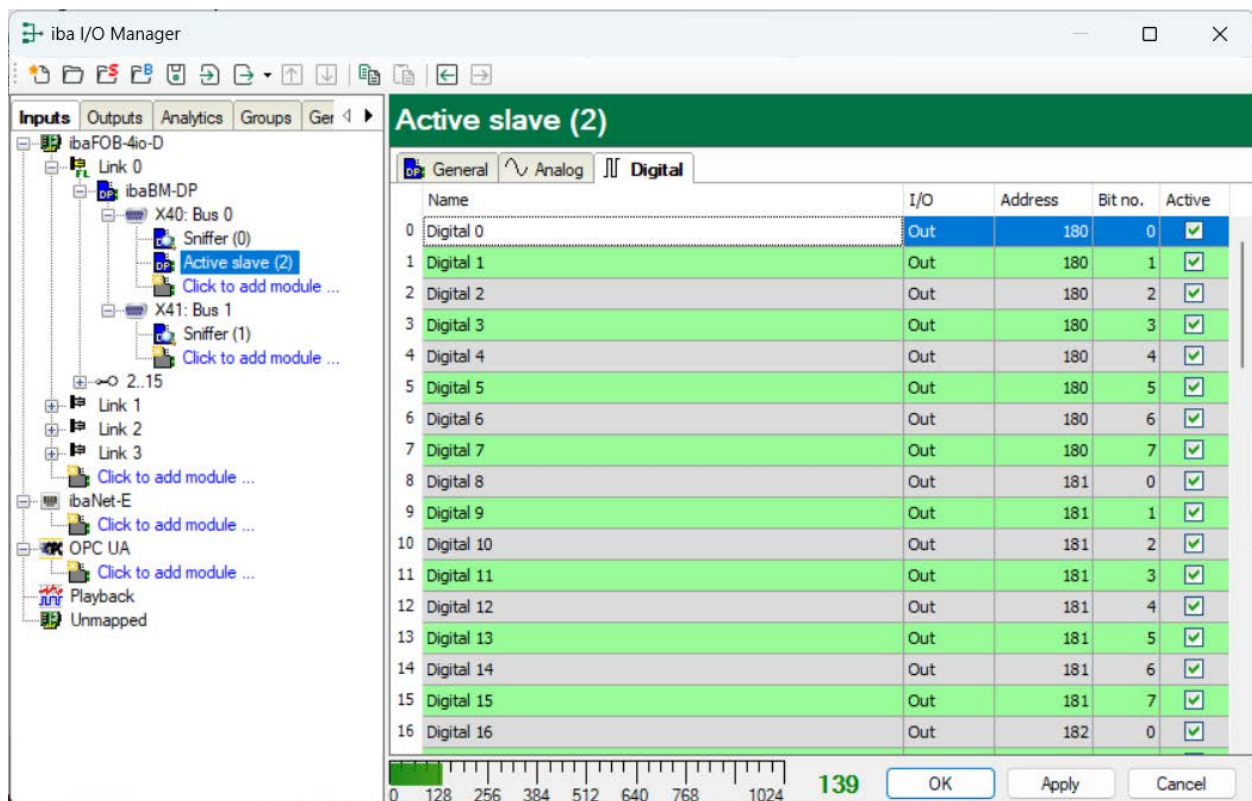 iba I/O Manager
Inputs Outputs Analytics Groups Ger
ibaFOB-4io-D
Link 0
ibaBM-DP
X40: Bus 0
Sniffer (0)
Active slave (2)
Click to add module ...
X41: Bus 1
Sniffer (1)
Click to add module ...
2..15
Link 1
Link 2
Link 3
Click to add module ...
ibaNet-E
Click to add module ...
OPC UA
Click to add module ...
Playback
Unmapped
Active slave (2)
General Analog Digital
Name I/O Address Bit no. Active
0 Digital 0 Out 180 0
1 Digital 1 Out 180 1
2 Digital 2 Out 180 2
3 Digital 3 Out 180 3
4 Digital 4 Out 180 4
5 Digital 5 Out 180 5
6 Digital 6 Out 180 6
7 Digital 7 Out 180 7
8 Digital 8 Out 181 0
9 Digital 9 Out 181 1
10 Digital 10 Out 181 2
11 Digital 11 Out 181 3
12 Digital 12 Out 181 4
13 Digital 13 Out 181 5
14 Digital 14 Out 181 6
15 Digital 15 Out 181 7
16 Digital 16 Out 182 0
0 128 256 384 512 640 768 1024
139
OK Apply Cancel